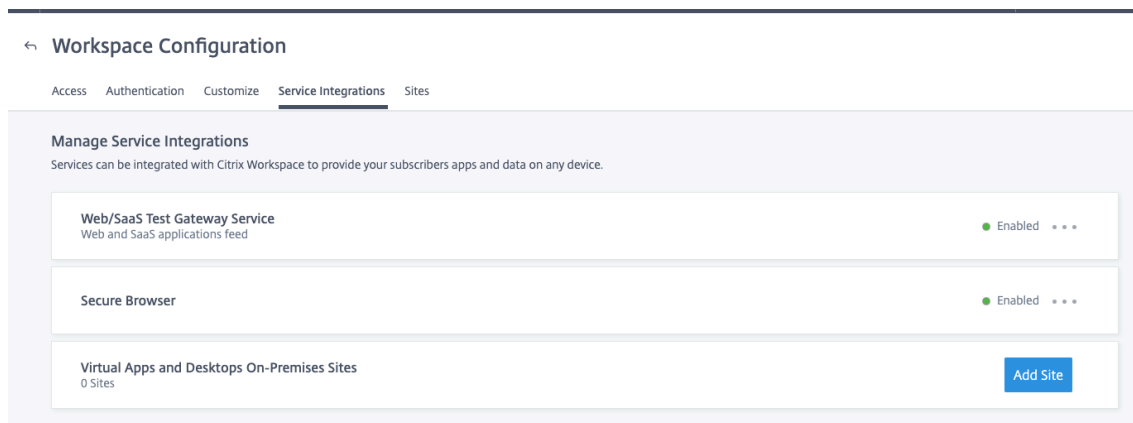 Workspace Configuration
Access Authentication Customize Service Integrations Sites
Manage Service Integrations
Services can be integrated with Citrix Workspace to provide your subscribers apps and data on any device.
Web/SaaS Test Gateway Service
Web and SaaS applications feed
Enabled
Secure Browser
Enabled
Virtual Apps and Desktops On-Premises Sites
0 Sites
Add Site